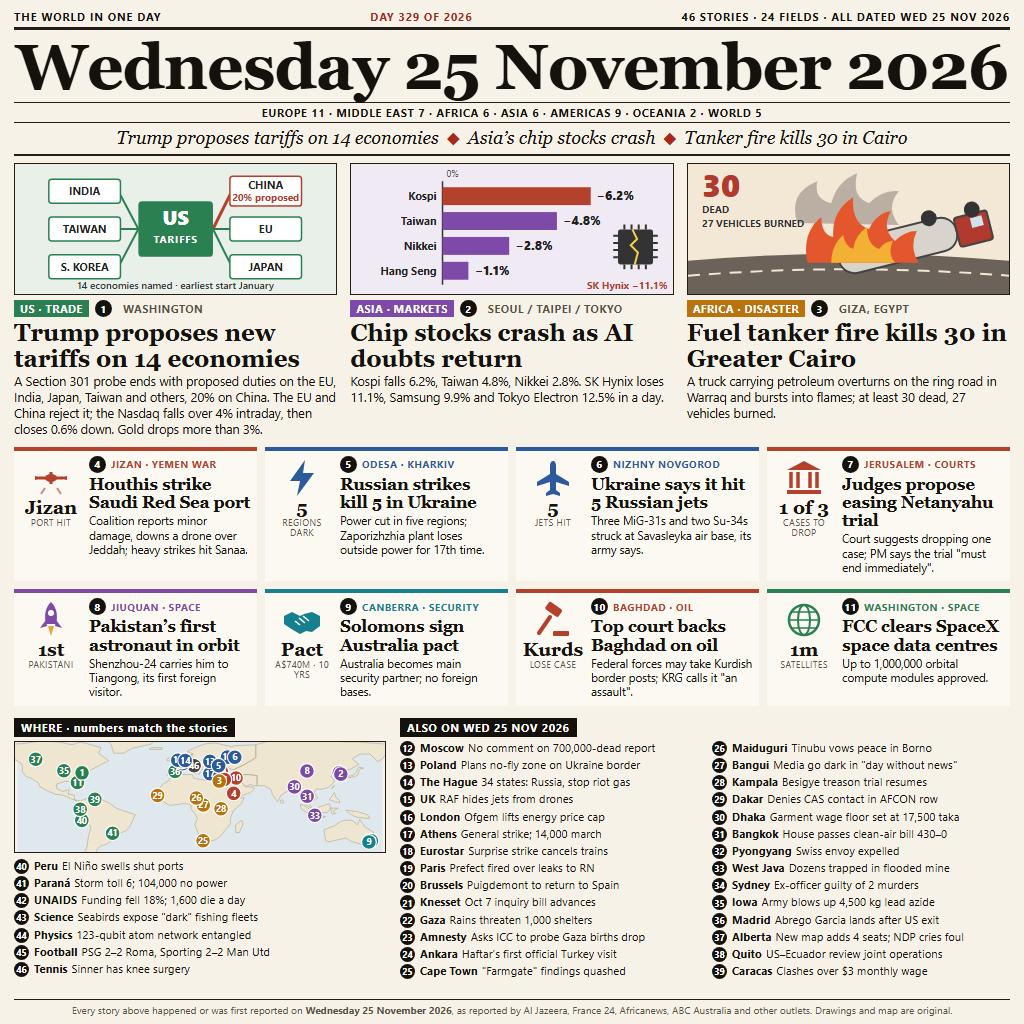 THE WORLD IN ONE DAY
DAY 329 OF 2026
46 STORIES · 24 FIELDS · ALL DATED WED 25 NOV 2026
Wednesday 25 November 2026
EUROPE 11 · MIDDLE EAST 7 · AFRICA 6 · ASIA 6 · AMERICAS 9 · OCEANIA 2 · WORLD 5
Trump proposes tariffs on 14 economies ◆ Asia's chip stocks crash ◆ Tanker fire kills 30 in Cairo
INDIA
TAIWAN
S. KOREA
US
TARIFFS
CHINA
20% proposed
EU
JAPAN
14 economies named · earliest start January
US · TRADE 1 WASHINGTON
Trump proposes new
tariffs on 14 economies
A Section 301 probe ends with proposed duties on the EU,
India, Japan, Taiwan and others, 20% on China. The EU and
China reject it; the Nasdaq falls over 4% intraday, then
closes 0.6% down. Gold drops more than 3%.
0%
Kospi −6.2%
Taiwan −4.8%
Nikkei −2.8%
Hang Seng −1.1%
SK Hynix −11.1%
ASIA · MARKETS 2 SEOUL / TAIPEI / TOKYO
Chip stocks crash as AI
doubts return
Kospi falls 6.2%, Taiwan 4.8%, Nikkei 2.8%. SK Hynix loses
11.1%, Samsung 9.9% and Tokyo Electron 12.5% in a day.
30
DEAD
27 VEHICLES BURNED
AFRICA · DISASTER 3 GIZA, EGYPT
Fuel tanker fire kills 30 in
Greater Cairo
A truck carrying petroleum overturns on the ring road in
Warraq and bursts into flames; at least 30 dead, 27
vehicles burned.
Jizan
PORT HIT
4 JIZAN · YEMEN WAR
Houthis strike
Saudi Red Sea port
Coalition reports minor
damage, downs a drone over
Jeddah; heavy strikes hit Sanaa.
5
REGIONS
DARK
5 ODESA · KHARKIV
Russian strikes
kill 5 in Ukraine
Power cut in five regions;
Zaporizhzhia plant loses
outside power for 17th time.
5
JETS HIT
6 NIZHNY NOVGOROD
Ukraine says it hit
5 Russian jets
Three MiG-31s and two Su-34s
struck at Savasleyka air base, its
army says.
1 of 3
CASES TO
DROP
7 JERUSALEM · COURTS
Judges propose
easing Netanyahu
trial
Court suggests dropping one
case; PM says the trial "must
end immediately".
1st
PAKISTANI
8 JIUQUAN · SPACE
Pakistan's first
astronaut in orbit
Shenzhou-24 carries him to
Tiangong, its first foreign
visitor.
Pact
A$740M · 10
YRS
9 CANBERRA · SECURITY
Solomons sign
Australia pact
Australia becomes main
security partner; no foreign
bases.
Kurds
LOSE CASE
10 BAGHDAD · OIL
Top court backs
Baghdad on oil
Federal forces may take Kurdish
border posts; KRG calls it "an
assault".
1m
SATELLITES
11 WASHINGTON · SPACE
FCC clears SpaceX
space data centres
Up to 1,000,000 orbital
compute modules approved.
WHERE · numbers match the stories
37
35
1
11
39
38
40
41
14
36
5
6
3
10
4
29
26
27
28
25
8
2
30
31
33
9
40 Peru El Niño swells shut ports
41 Paraná Storm toll 6; 104,000 no power
42 UNAIDS Funding fell 18%; 1,600 die a day
43 Science Seabirds expose "dark" fishing fleets
44 Physics 123-qubit atom network entangled
45 Football PSG 2–2 Roma, Sporting 2–2 Man Utd
46 Tennis Sinner has knee surgery
ALSO ON WED 25 NOV 2026
12 Moscow No comment on 700,000-dead report
13 Poland Plans no-fly zone on Ukraine border
14 The Hague 34 states: Russia, stop riot gas
15 UK RAF hides jets from drones
16 London Ofgem lifts energy price cap
17 Athens General strike; 14,000 march
18 Eurostar Surprise strike cancels trains
19 Paris Prefect fired over leaks to RN
20 Brussels Puigdemont to return to Spain
21 Knesset Oct 7 inquiry bill advances
22 Gaza Rains threaten 1,000 shelters
23 Amnesty Asks ICC to probe Gaza births drop
24 Ankara Haftar's first official Turkey visit
25 Cape Town "Farmgate" findings quashed
26 Maiduguri Tinubu vows peace in Borno
27 Bangui Media go dark in "day without news"
28 Kampala Besigye treason trial resumes
29 Dakar Denies CAS contact in AFCON row
30 Dhaka Garment wage floor set at 17,500 taka
31 Bangkok House passes clean-air bill 430–0
32 Pyongyang Swiss envoy expelled
33 West Java Dozens trapped in flooded mine
34 Sydney Ex-officer guilty of 2 murders
35 Iowa Army blows up 4,500 kg lead azide
36 Madrid Abrego Garcia lands after US exit
37 Alberta New map adds 4 seats; NDP cries foul
38 Quito US–Ecuador review joint operations
39 Caracas Clashes over $3 monthly wage
Every story above happened or was first reported on Wednesday 25 November 2026, as reported by Al Jazeera, France 24, Africanews, ABC Australia and other outlets. Drawings and map are original.